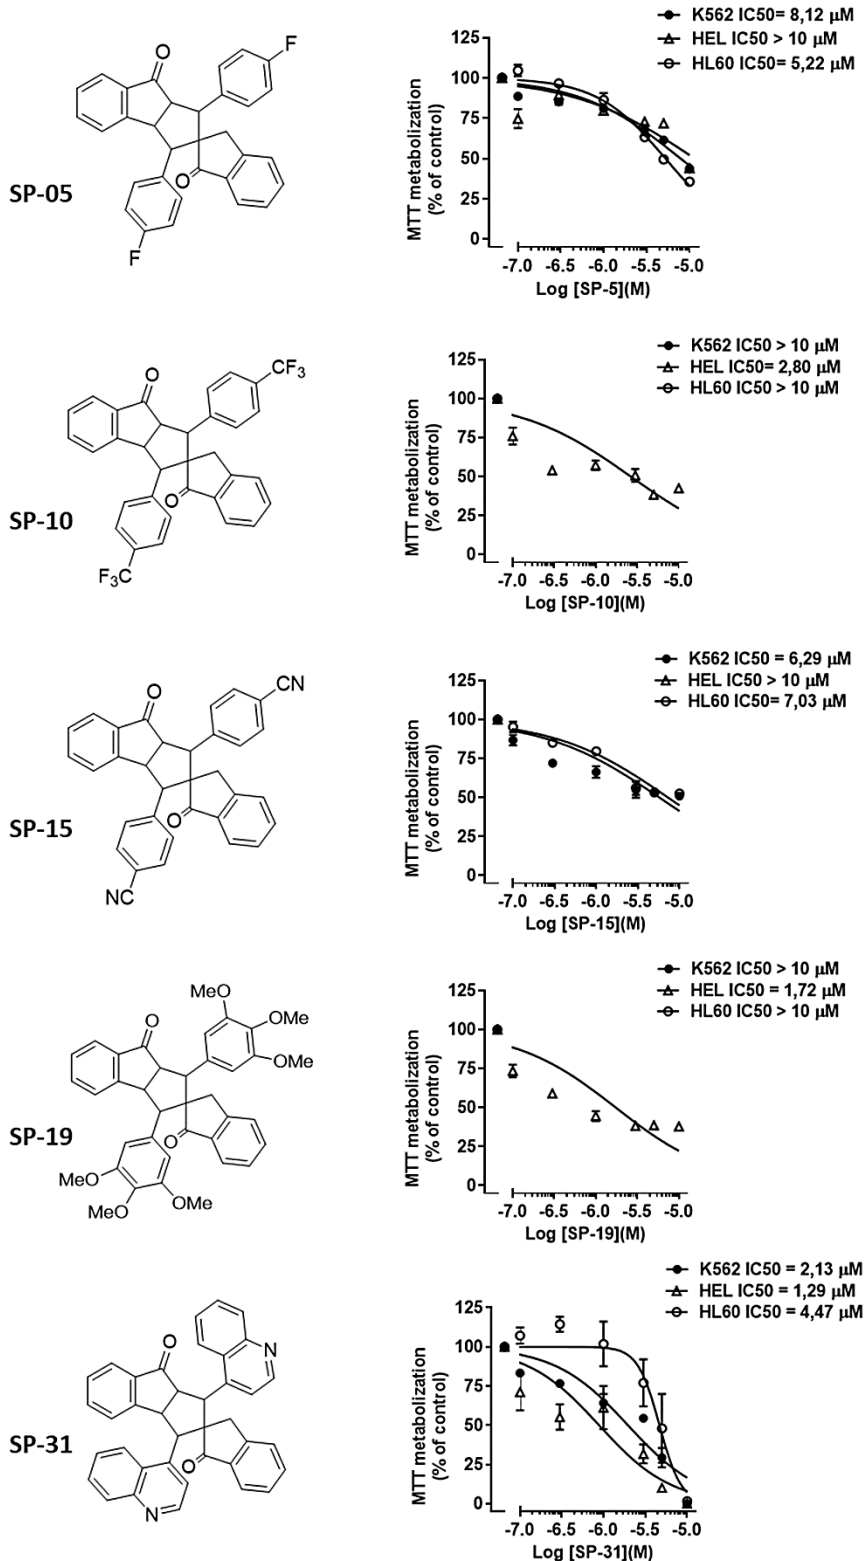 K562 IC50= 8,12 µM
HEL IC50 > 10 µM
HL60 IC50= 5,22 µM
SP-05
O
F
O
F
MTT metabolization
(% of control)
125
100
75
50
25
0
-7.0 -6.5 -6.0 -5.5 -5.0
Log [SP-5](M)
K562 IC50 > 10 µM
HEL IC50= 2,80 µM
HL60 IC50 > 10 µM
SP-10
O
CF3
O
F3C
MTT metabolization
(% of control)
125
100
75
50
25
0
-7.0 -6.5 -6.0 -5.5 -5.0
Log [SP-10](M)
K562 IC50 = 6,29 µM
HEL IC50 > 10 µM
HL60 IC50= 7,03 µM
SP-15
O
CN
O
NC
MTT metabolization
(% of control)
125
100
75
50
25
0
-7.0 -6.5 -6.0 -5.5 -5.0
Log [SP-15](M)
K562 IC50 > 10 µM
HEL IC50 = 1,72 µM
HL60 IC50 > 10 µM
SP-19
MeO
OMe
O
OMe
O
MeO
MeO
OMe
MTT metabolization
(% of control)
125
100
75
50
25
0
-7.0 -6.5 -6.0 -5.5 -5.0
Log [SP-19](M)
K562 IC50 = 2,13 µM
HEL IC50 = 1,29 µM
HL60 IC50 = 4,47 µM
SP-31
O
N
O
N
MTT metabolization
(% of control)
125
100
75
50
25
0
-7.0 -6.5 -6.0 -5.5 -5.0
Log [SP-31](M)